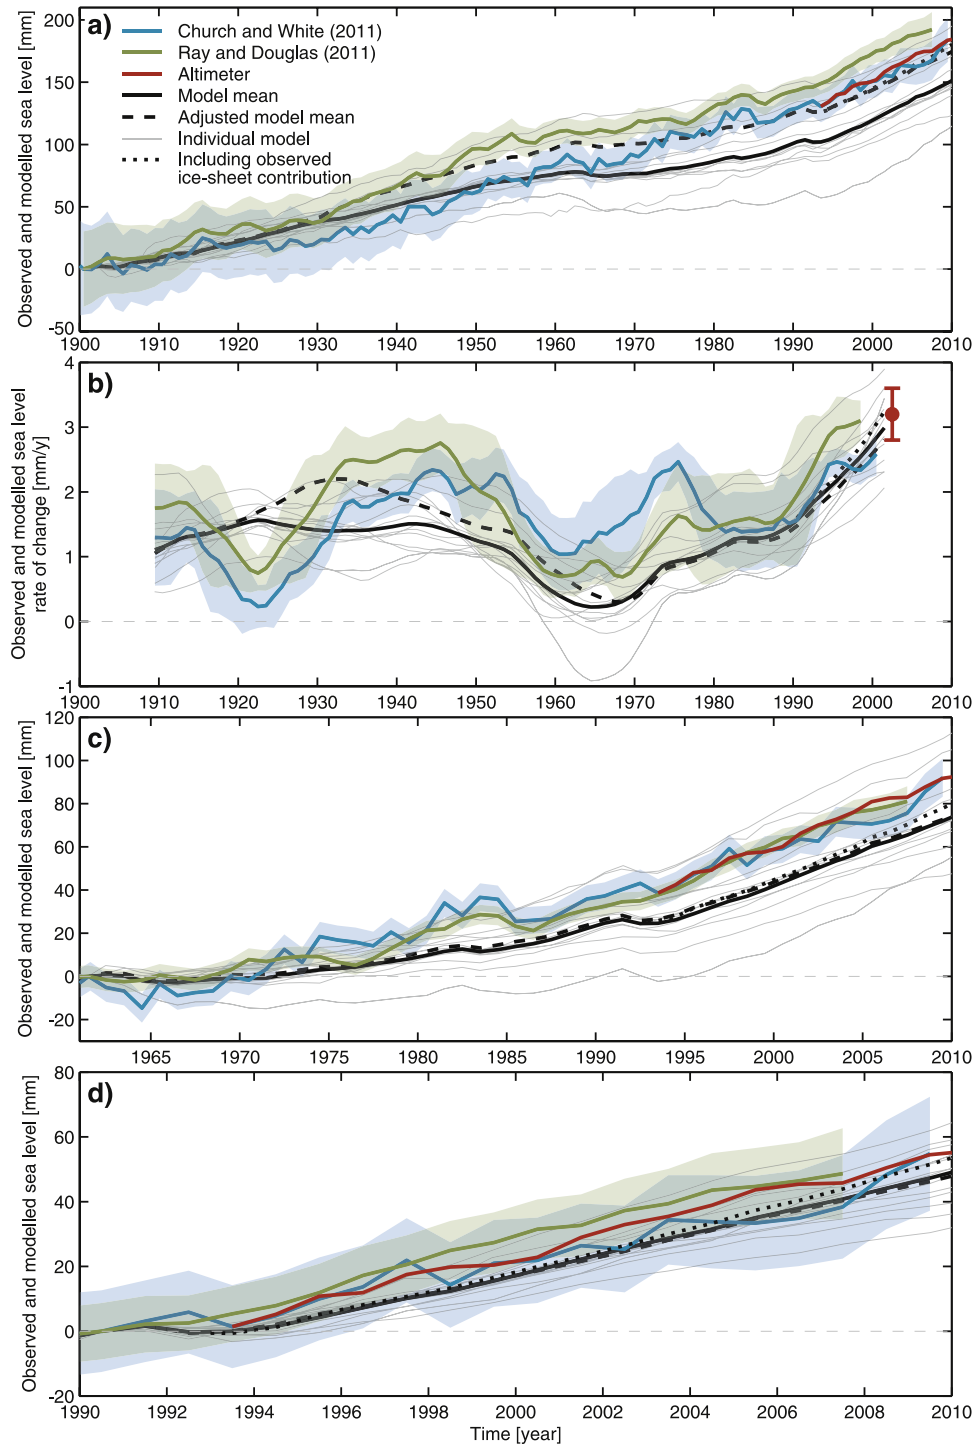 a)
Observed and modelled sea level [mm]
200
150
100
50
0
-50
Church and White (2011)
Ray and Douglas (2011)
Altimeter
Model mean
Adjusted model mean
Individual model
Including observed
ice-sheet contribution
1900 1910 1920 1930 1940 1950 1960 1970 1980 1990 2000 2010
b)
Observed and modelled sea level
rate of change [mm/y]
4
3
2
1
0
-1
1900 1910 1920 1930 1940 1950 1960 1970 1980 1990 2000 2010
c)
Observed and modelled sea level [mm]
120
100
80
60
40
20
0
-20
1965 1970 1975 1980 1985 1990 1995 2000 2005 2010
d)
Observed and modelled sea level [mm]
80
60
40
20
0
-20
1990 1992 1994 1996 1998 2000 2002 2004 2006 2008 2010
Time [year]